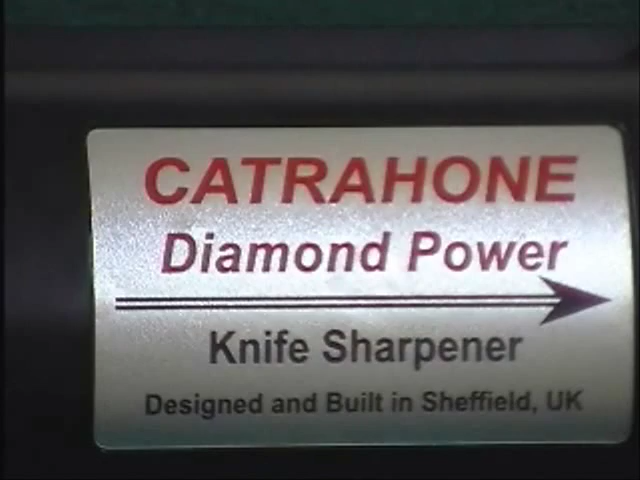 CATRAHONE
Diamond Power
Knife Sharpener
Designed and Built in Sheffield, UK